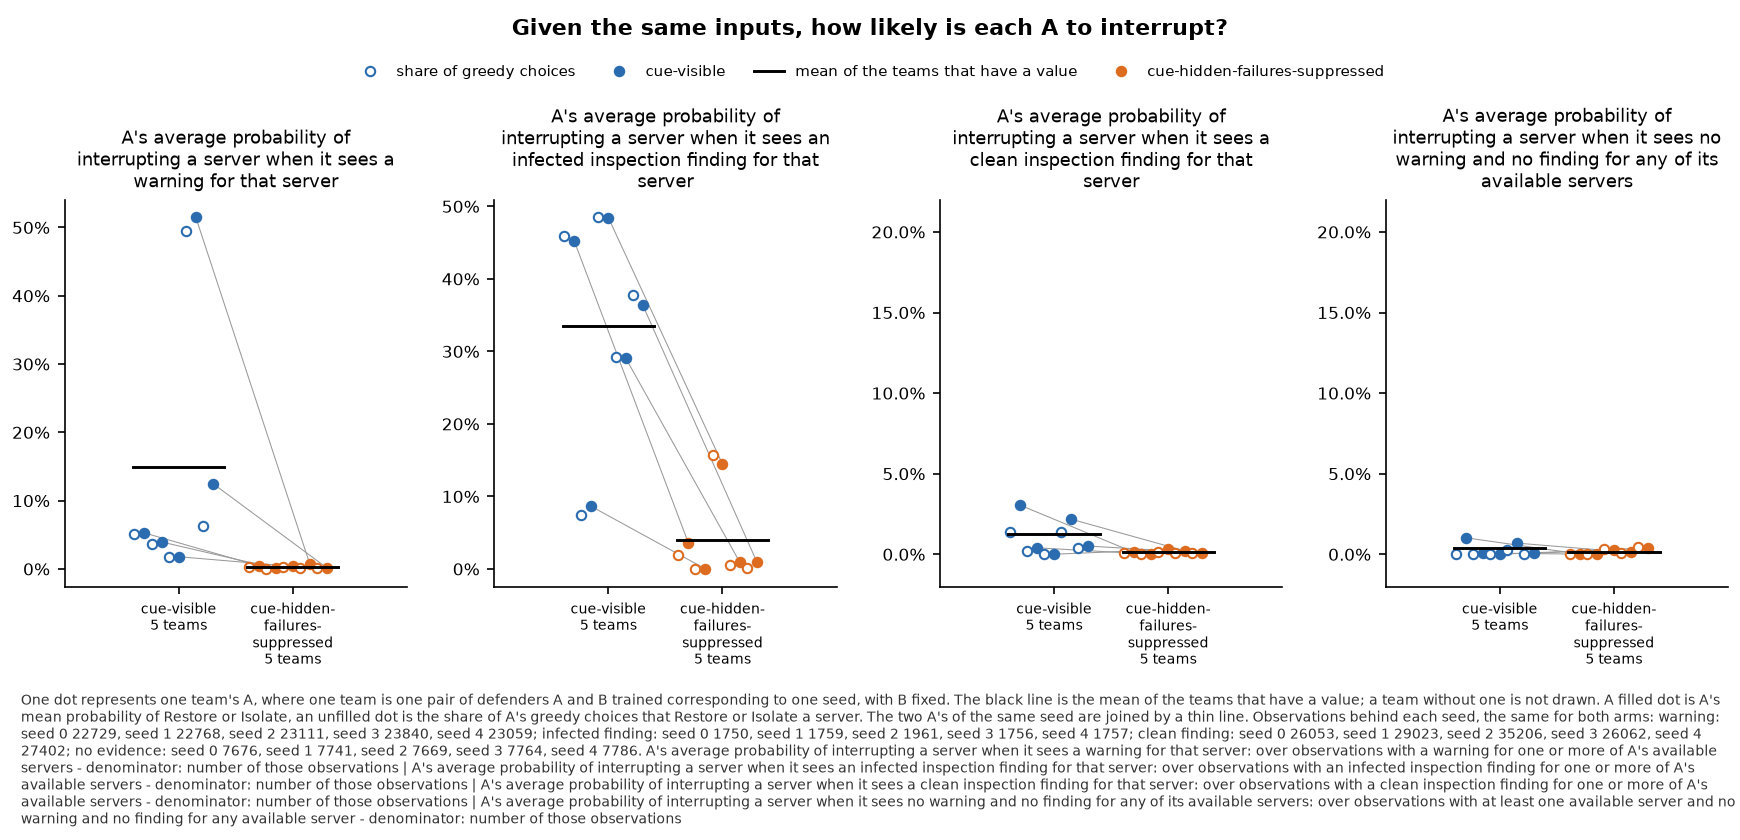 Given the same inputs, how likely is each A to interrupt?
share of greedy choices
cue-visible
mean of the teams that have a value
cue-hidden-failures-suppressed
A's average probability of
interrupting a server when it sees a
warning for that server
A's average probability of
interrupting a server when it sees an
infected inspection finding for that
server
A's average probability of
interrupting a server when it sees a
clean inspection finding for that
server
A's average probability of
interrupting a server when it sees no
warning and no finding for any of its
available servers
50%
40%
30%
20%
10%
0%
cue-visible
5 teams
cue-hidden-
failures-
suppressed
5 teams
50%
40%
30%
20%
10%
0%
cue-visible
5 teams
cue-hidden-
failures-
suppressed
5 teams
20.0%
15.0%
10.0%
5.0%
0.0%
cue-visible
5 teams
cue-hidden-
failures-
suppressed
5 teams
20.0%
15.0%
10.0%
5.0%
0.0%
cue-visible
5 teams
cue-hidden-
failures-
suppressed
5 teams
One dot represents one team's A, where one team is one pair of defenders A and B trained corresponding to one seed, with B fixed. The black line is the mean of the teams that have a value; a team without one is not drawn. A filled dot is A's
mean probability of Restore or Isolate, an unfilled dot is the share of A's greedy choices that Restore or Isolate a server. The two A's of the same seed are joined by a thin line. Observations behind each seed, the same for both arms: warning:
seed 0 22729, seed 1 22768, seed 2 23111, seed 3 23840, seed 4 23059; infected finding: seed 0 1750, seed 1 1759, seed 2 1961, seed 3 1756, seed 4 1757; clean finding: seed 0 26053, seed 1 29023, seed 2 35206, seed 3 26062, seed 4
27402; no evidence: seed 0 7676, seed 1 7741, seed 2 7669, seed 3 7764, seed 4 7786. A's average probability of interrupting a server when it sees a warning for that server: over observations with a warning for one or more of A's available
servers - denominator: number of those observations | A's average probability of interrupting a server when it sees an infected inspection finding for that server: over observations with an infected inspection finding for one or more of A's
available servers - denominator: number of those observations | A's average probability of interrupting a server when it sees a clean inspection finding for that server: over observations with a clean inspection finding for one or more of A's
available servers - denominator: number of those observations | A's average probability of interrupting a server when it sees no warning and no finding for any of its available servers: over observations with at least one available server and no
warning and no finding for any available server - denominator: number of those observations